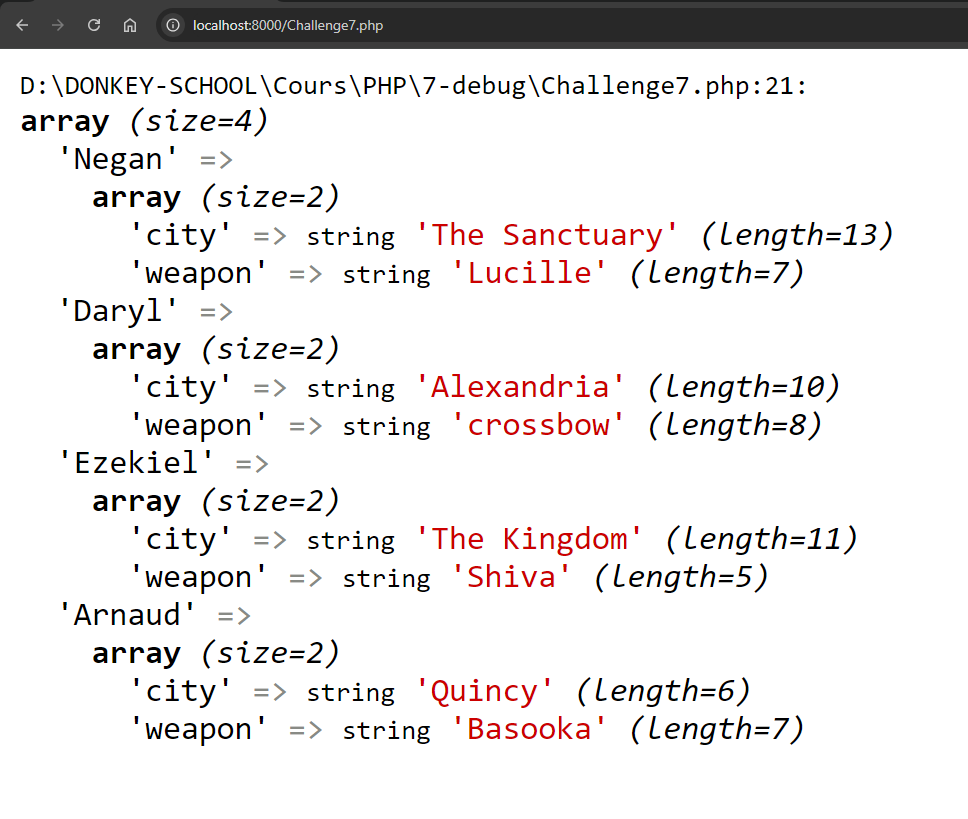 localhost:8000/Challenge7.php
D:\DONKEY-SCHOOL\Cours\PHP\7-debug\Challenge7.php:21:
array (size=4)
'Negan' =>
array (size=2)
'city' => string 'The Sanctuary' (length=13)
'weapon' => string 'Lucille' (length=7)
'Daryl' =>
array (size=2)
'city' => string 'Alexandria' (length=10)
'weapon' => string 'crossbow' (length=8)
'Ezekiel' =>
array (size=2)
'city' => string 'The Kingdom' (length=11)
'weapon' => string 'Shiva' (length=5)
'Arnaud' =>
array (size=2)
'city' => string 'Quincy' (length=6)
'weapon' => string 'Basooka' (length=7)